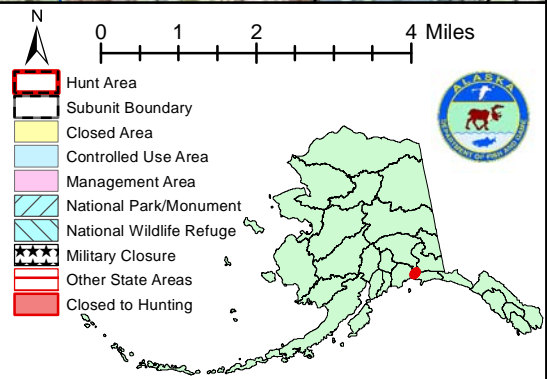 N
0 1 2 4 Miles
Hunt Area
Subunit Boundary
Closed Area
Controlled Use Area
Management Area
National Park/Monument
National Wildlife Refuge
Military Closure
Other State Areas
Closed to Hunting
ALASKA
DEPARTMENT OF FISH AND GAME